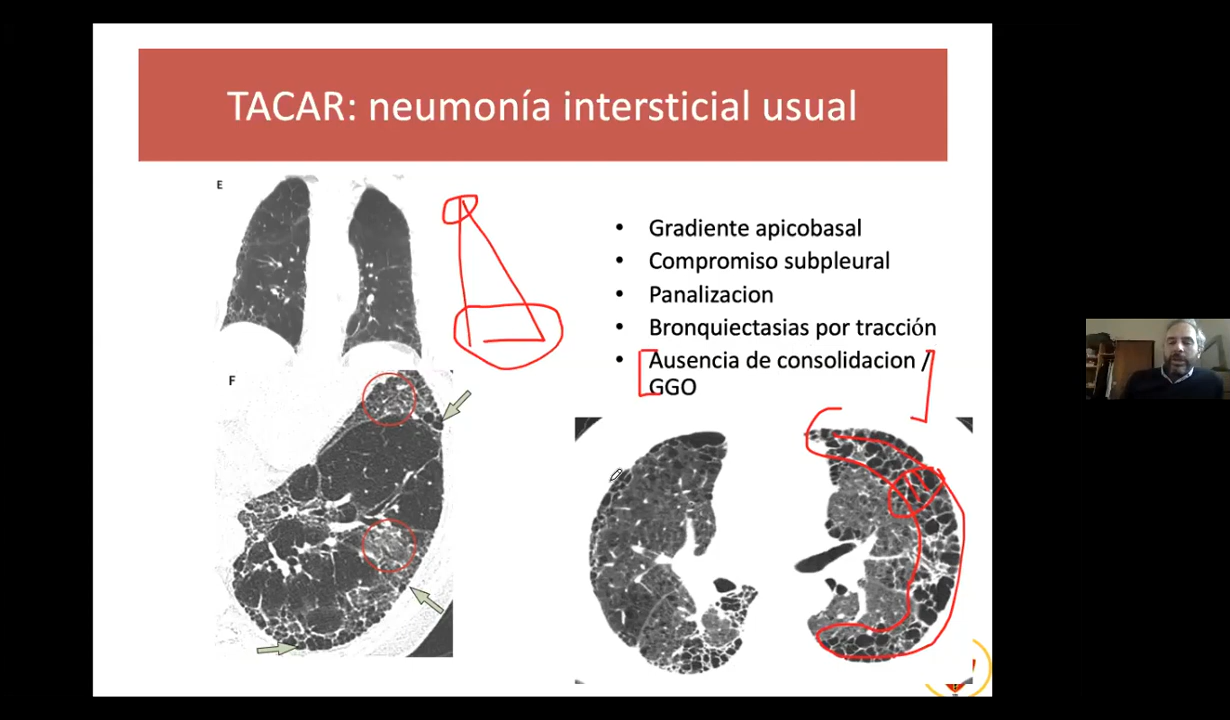 TACAR: neumonía intersticial usual
E
F
• Gradiente apicobasal
• Compromiso subpleural
• Panalizacion
• Bronquiectasias por tracción
• Ausencia de consolidacion /
GGO